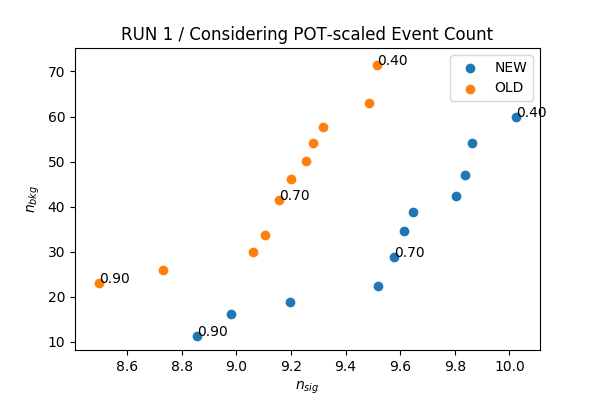 RUN 1 / Considering POT-scaled Event Count
NEW
OLD
0.40
0.40
0.70
0.70
0.90
0.90
70
60
50
40
30
20
10
n_bkg
8.6 8.8 9.0 9.2 9.4 9.6 9.8 10.0
n_sig